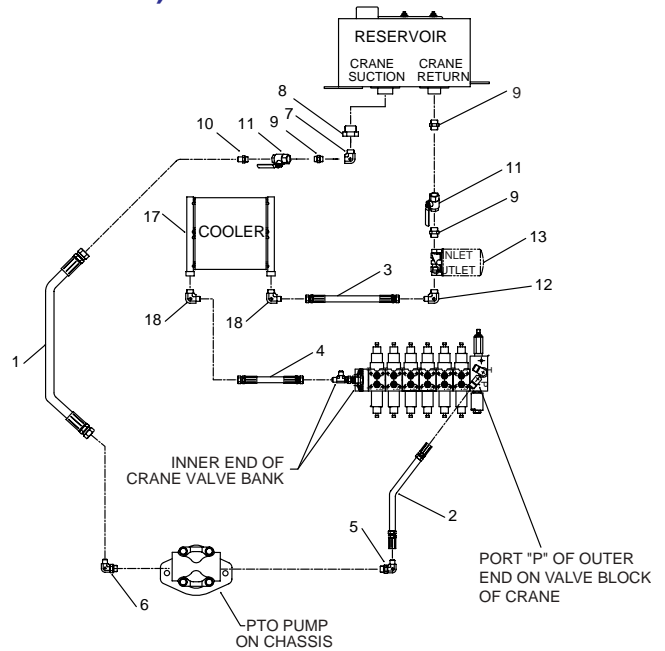 RESERVOIR
CRANE SUCTION
CRANE RETURN
8
7
9
9
10
11
11
9
17
COOLER
INLET
OUTLET
13
3
12
18
18
1
4
INNER END OF
CRANE VALVE BANK
2
5
PORT "P" OF OUTER
END ON VALVE BLOCK
OF CRANE
6
PTO PUMP
ON CHASSIS